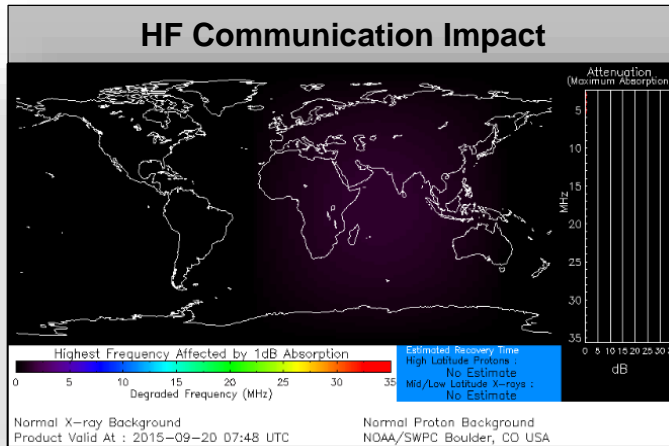 HF Communication Impact
Attenuation
(Maximum Absorption
5
10
15
20
25
30
35
MHz
0 5 10 15 20 25 30 3
dB
Highest Frequency Affected by 1dB Absorption
0 5 10 15 20 25 30 35
Degraded Frequency (MHz)
Estimated Recovery Time
High Latitude Protons :
No Estimate
Mid/Low Latitude X-rays :
No Estimate
Normal X-ray Background
Normal Proton Background
Product Valid At : 2015-09-20 07:48 UTC
NOAA/SWPC Boulder, CO USA